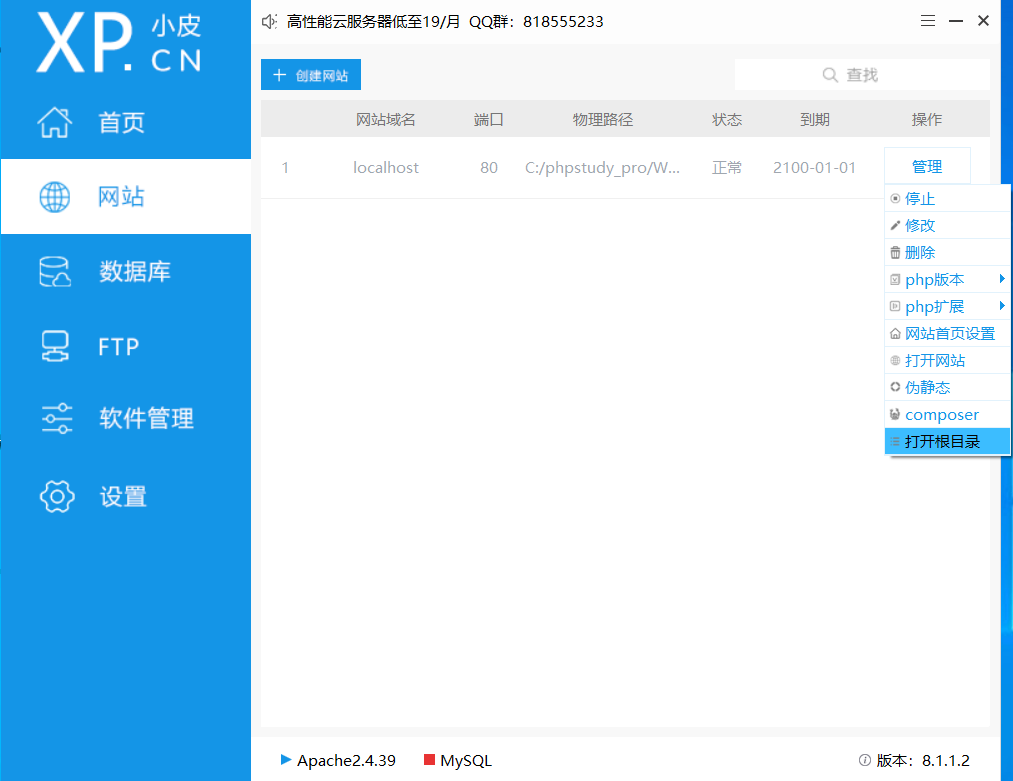 XP. 小皮 CN
首页
网站
数据库
FTP
软件管理
设置
高性能云服务器低至19/月 QQ群：818555233
创建网站
查找
网站域名 端口 物理路径 状态 到期 操作
1 localhost 80 C:/phpstudy_pro/W... 正常 2100-01-01 管理
停止
修改
删除
php版本
php扩展
网站首页设置
打开网站
伪静态
composer
打开根目录
Apache2.4.39 MySQL 版本：8.1.1.2